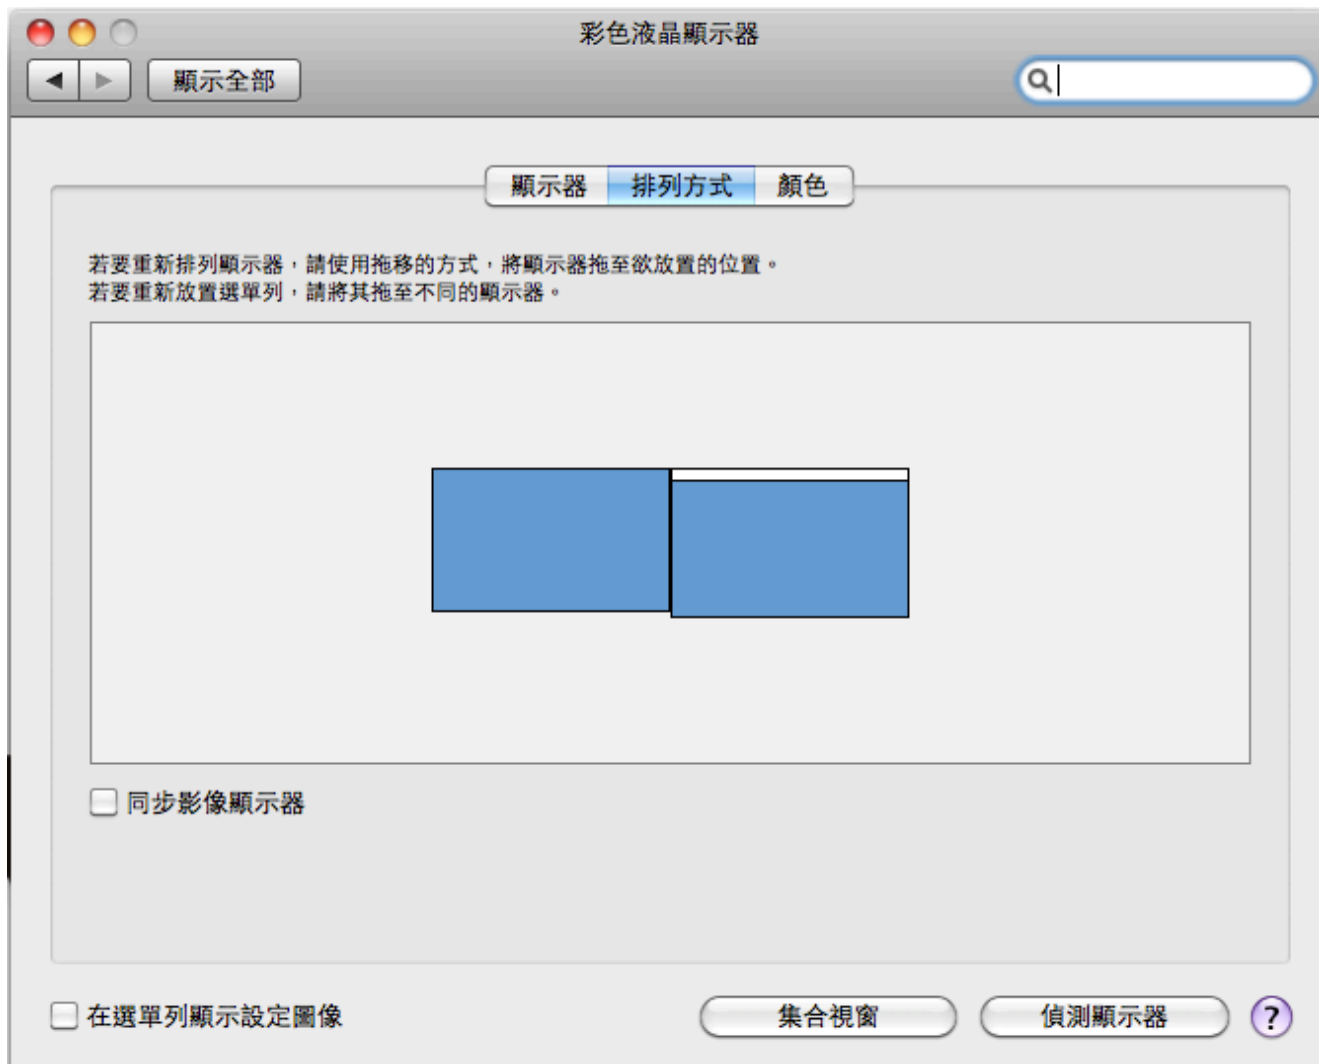 彩色液晶顯示器
顯示全部
顯示器 排列方式 顏色
若要重新排列顯示器，請使用拖移的方式，將顯示器拖至欲放置的位置。
若要重新放置選單列，請將其拖至不同的顯示器。
同步影像顯示器
在選單列顯示設定圖像 集合視窗 偵測顯示器 ?